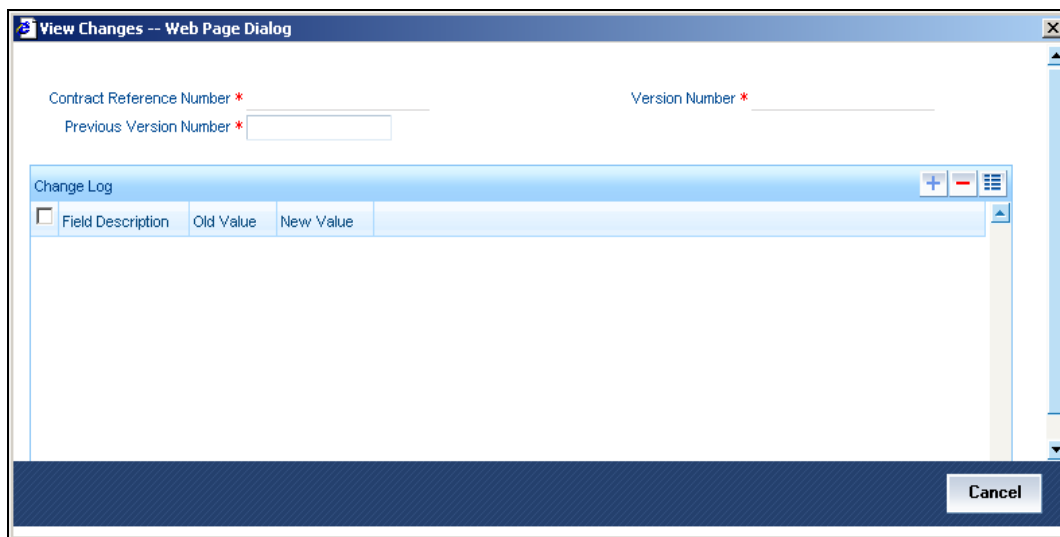 View Changes -- Web Page Dialog
Contract Reference Number * Version Number *
Previous Version Number *
Change Log
Field Description Old Value New Value
Cancel